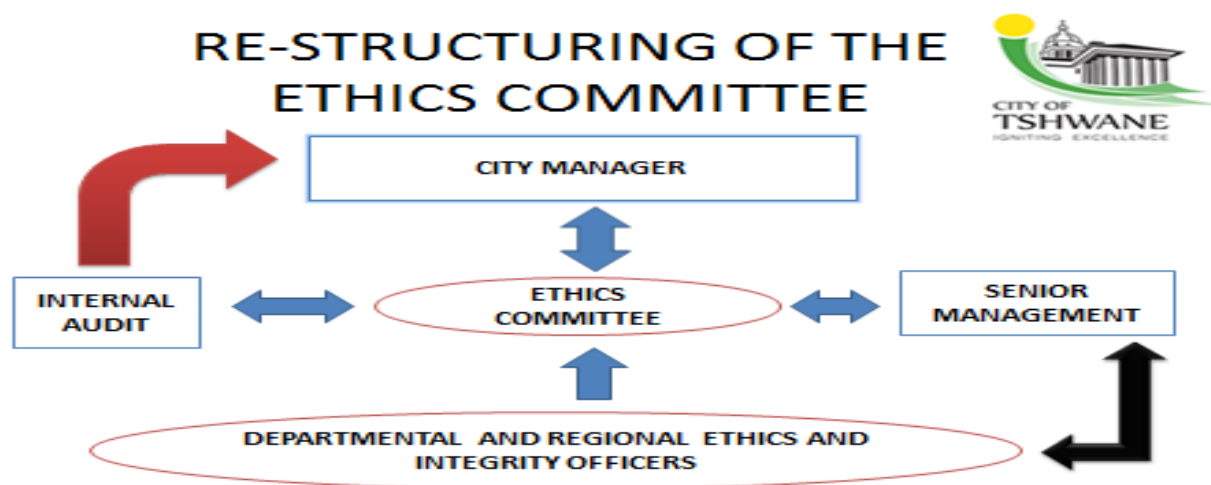 RE-STRUCTURING OF THE
ETHICS COMMITTEE
CITY OF
TSHWANE
IGNITING EXCELLENCE
CITY MANAGER
INTERNAL
AUDIT
ETHICS
COMMITTEE
SENIOR
MANAGEMENT
DEPARTMENTAL AND REGIONAL ETHICS AND
INTEGRITY OFFICERS